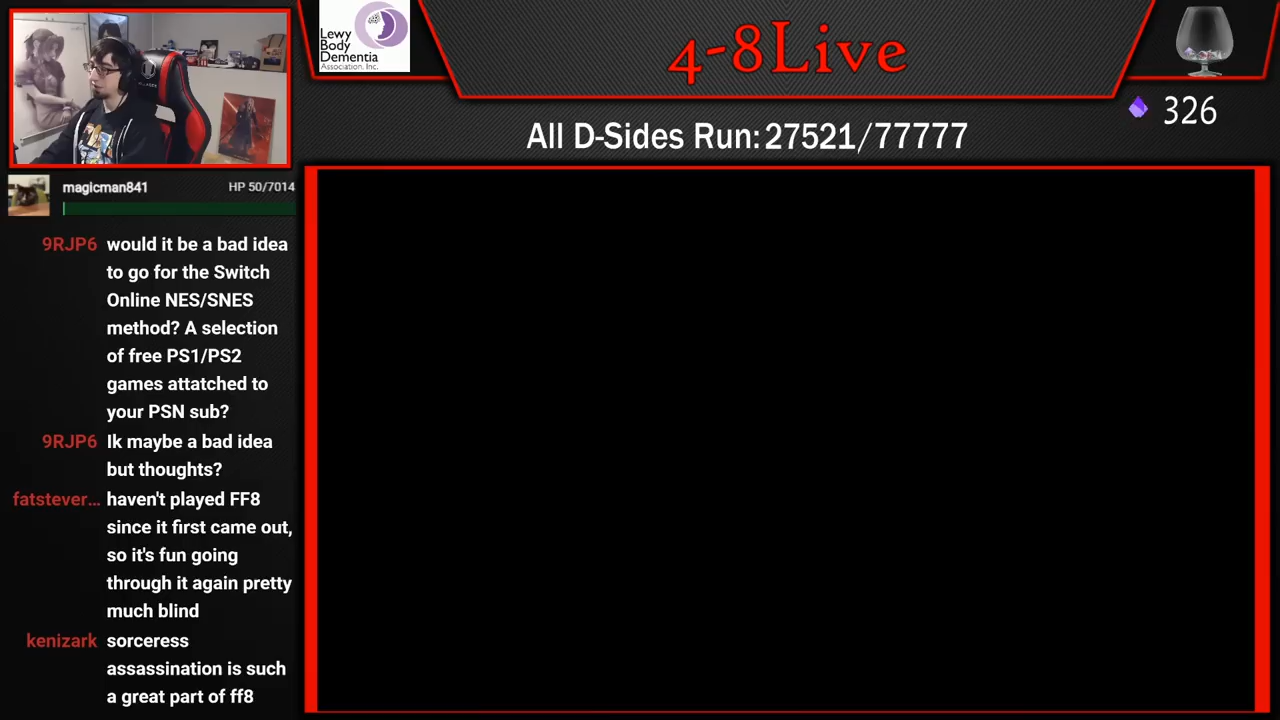 Lewy
Body
Dementia
Association, Inc.
4-8Live
326
All D-Sides Run:27521/77777
magicman841 HP 50/7014
9RJP6 would it be a bad idea
to go for the Switch
Online NES/SNES
method? A selection
of free PS1/PS2
games attatched to
your PSN sub?
9RJP6 Ik maybe a bad idea
but thoughts?
fatstever… haven't played FF8
since it first came out,
so it's fun going
through it again pretty
much blind
kenizark sorceress
assassination is such
a great part of ff8